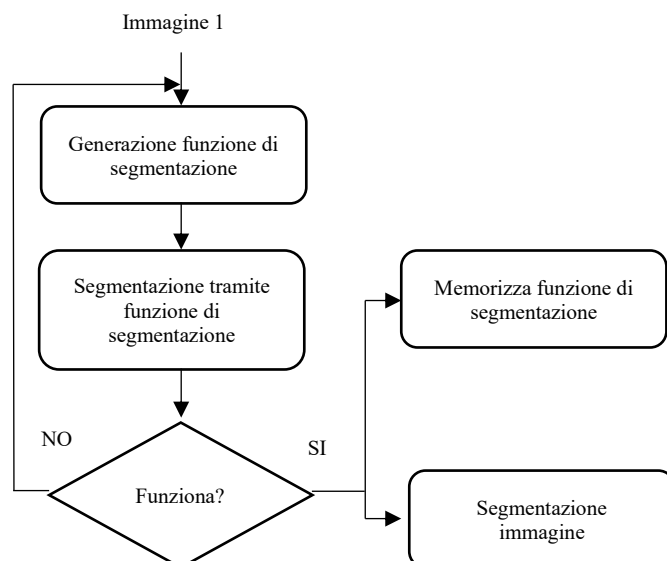 Immagine 1
Generazione funzione di
segmentazione
Segmentazione tramite
funzione di
segmentazione
Memorizza funzione di
segmentazione
NO
SI
Funziona?
Segmentazione
immagine